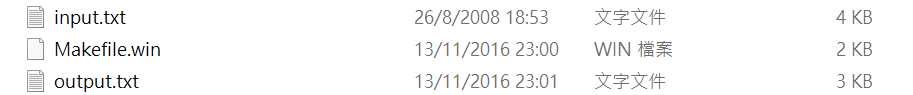 input.txt 26/8/2008 18:53 文字文件 4 KB
Makefile.win 13/11/2016 23:00 WIN 檔案 2 KB
output.txt 13/11/2016 23:01 文字文件 3 KB